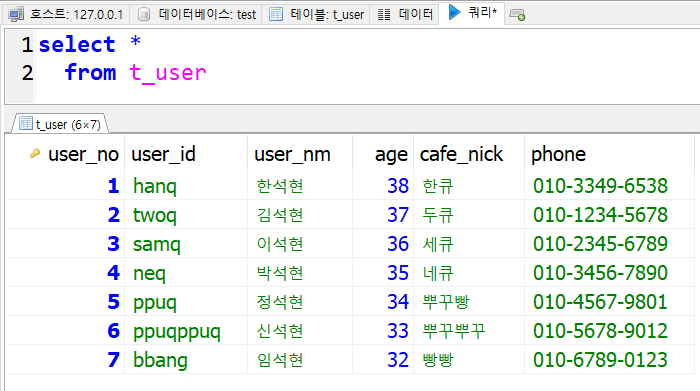 호스트: 127.0.0.1 데이터베이스: test 테이블: t_user 데이터 쿼리*
1 select *
2 from t_user
t_user (6×7)
user_no user_id user_nm age cafe_nick phone
1 hanq 한석현 38 한큐 010-3349-6538
2 twoq 김석현 37 두큐 010-1234-5678
3 samq 이석현 36 세큐 010-2345-6789
4 neq 박석현 35 네큐 010-3456-7890
5 ppuq 정석현 34 뿌꾸빵 010-4567-9801
6 ppuqppuq 신석현 33 뿌꾸뿌꾸 010-5678-9012
7 bbang 임석현 32 빵빵 010-6789-0123